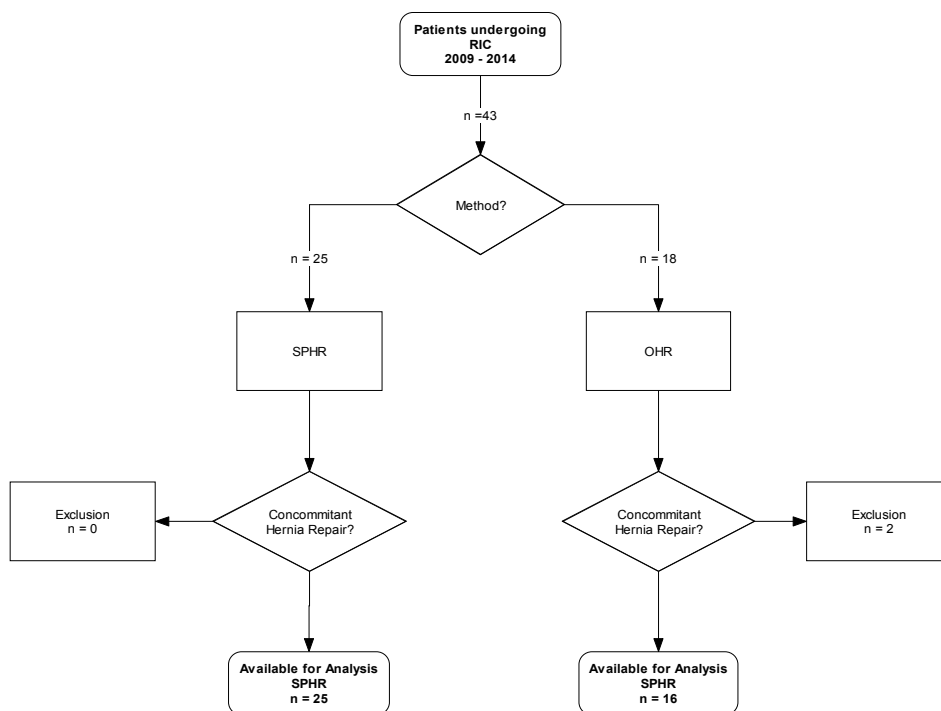 Patients undergoing
RIC
2009 - 2014
n =43
Method?
n = 25
n = 18
SPHR
OHR
Exclusion
n = 0
Concommitant
Hernia Repair?
Concommitant
Hernia Repair?
Exclusion
n = 2
Available for Analysis
SPHR
n = 25
Available for Analysis
SPHR
n = 16